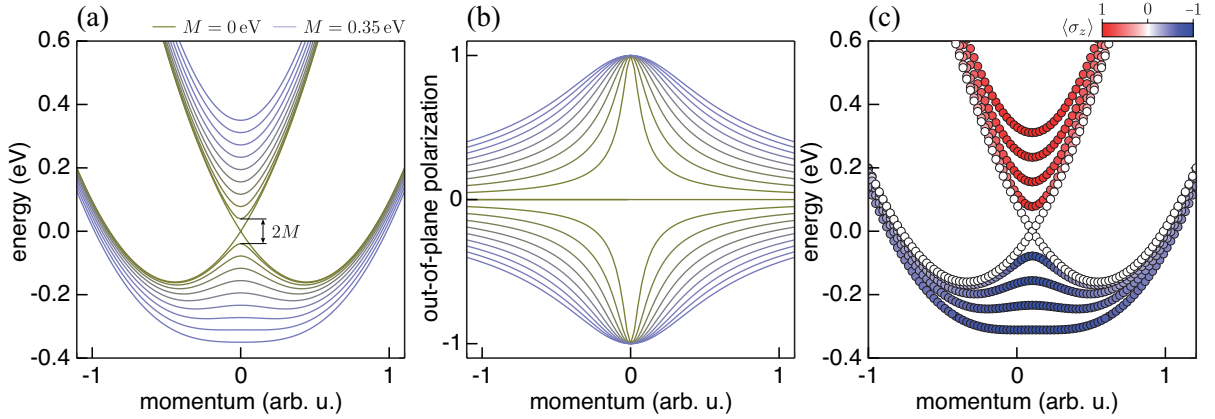 (a)
M = 0 eV
M = 0.35 eV
0.6
0.4
0.2
0.0
-0.2
-0.4
energy (eV)
2M
-1
0
1
momentum (arb. u.)
(b)
1
0
-1
out-of-plane polarization
-1
0
1
momentum (arb. u.)
(c)
⟨σz⟩
1
0
−1
0.6
0.4
0.2
0.0
-0.2
-0.4
energy (eV)
-1
0
1
momentum (arb. u.)